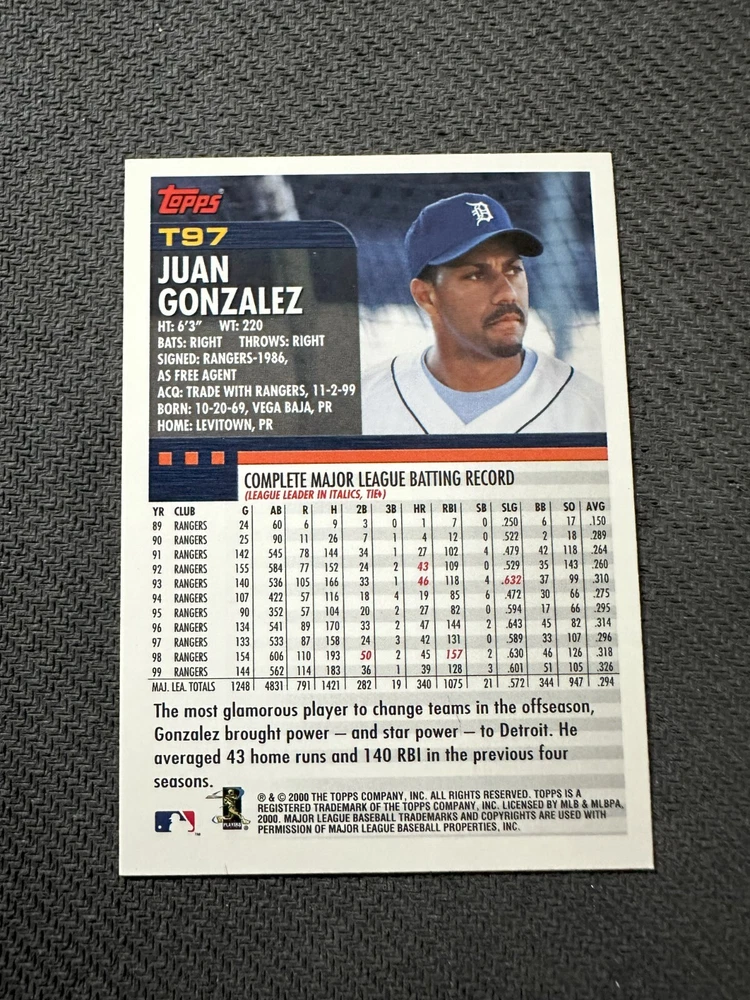 TOPPS
T97
JUAN
GONZALEZ
HT: 6'3" WT: 220
BATS: RIGHT THROWS: RIGHT
SIGNED: RANGERS-1986,
AS FREE AGENT
ACQ: TRADE WITH RANGERS, 11-2-99
BORN: 10-20-69, VEGA BAJA, PR
HOME: LEVITOWN, PR
D
COMPLETE MAJOR LEAGUE BATTING RECORD
(LEAGUE LEADER IN ITALICS, TIE♦)
YR CLUB G AB R H 2B 3B HR RBI SB SLG BB SO AVG
89 RANGERS 24 60 6 9 3 0 1 7 0 .250 6 17 .150
90 RANGERS 25 90 11 26 7 1 4 12 0 .522 2 18 .289
91 RANGERS 142 545 78 144 34 1 27 102 4 .479 42 118 .264
92 RANGERS 155 584 77 152 24 2 43 109 0 .529 35 143 .260
93 RANGERS 140 536 105 166 33 1 46 118 4 .632 37 99 .310
94 RANGERS 107 422 57 116 18 4 19 85 6 .472 30 66 .275
95 RANGERS 90 352 57 104 20 2 27 82 0 .594 17 66 .295
96 RANGERS 134 541 89 170 33 2 47 144 2 .643 45 82 .314
97 RANGERS 133 533 87 158 24 3 42 131 0 .589 33 107 .296
98 RANGERS 154 606 110 193 50 2 45 157 2 .630 46 126 .318
99 RANGERS 144 562 114 183 36 1 39 128 3 .601 51 105 .326
MAJ. LEA. TOTALS 1248 4831 791 1421 282 19 340 1075 21 .572 344 947 .294
The most glamorous player to change teams in the offseason,
Gonzalez brought power — and star power — to Detroit. He
averaged 43 home runs and 140 RBI in the previous four
seasons.
PLAYERS
® & © 2000 THE TOPPS COMPANY, INC. ALL RIGHTS RESERVED. TOPPS IS A
REGISTERED TRADEMARK OF THE TOPPS COMPANY, INC. LICENSED BY MLB & MLBPA,
2000. MAJOR LEAGUE BASEBALL TRADEMARKS AND COPYRIGHTS ARE USED WITH
PERMISSION OF MAJOR LEAGUE BASEBALL PROPERTIES, INC.